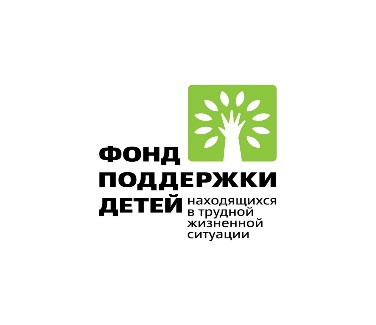 ФОНД
ПОДДЕРЖКИ
ДЕТЕЙ
находящихся
в трудной
жизненной
ситуации